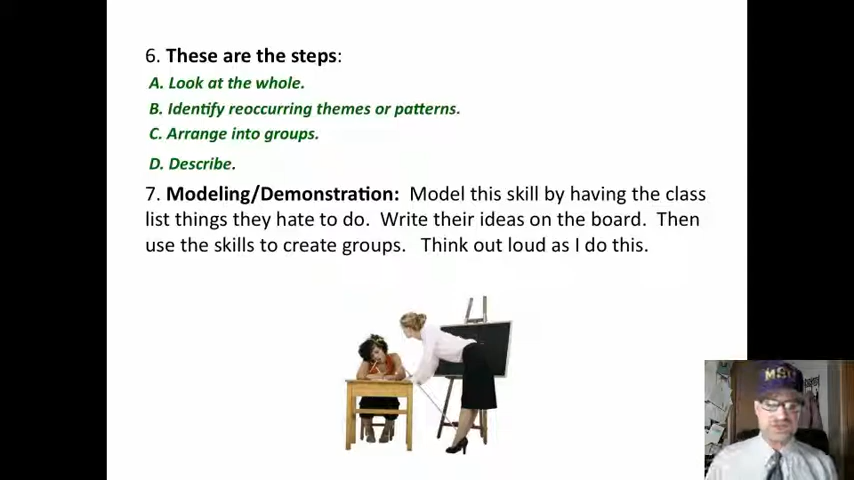 6. These are the steps:
A. Look at the whole.
B. Identify reoccurring themes or patterns.
C. Arrange into groups.
D. Describe.
7. Modeling/Demonstration: Model this skill by having the class
list things they hate to do. Write their ideas on the board. Then
use the skills to create groups. Think out loud as I do this.